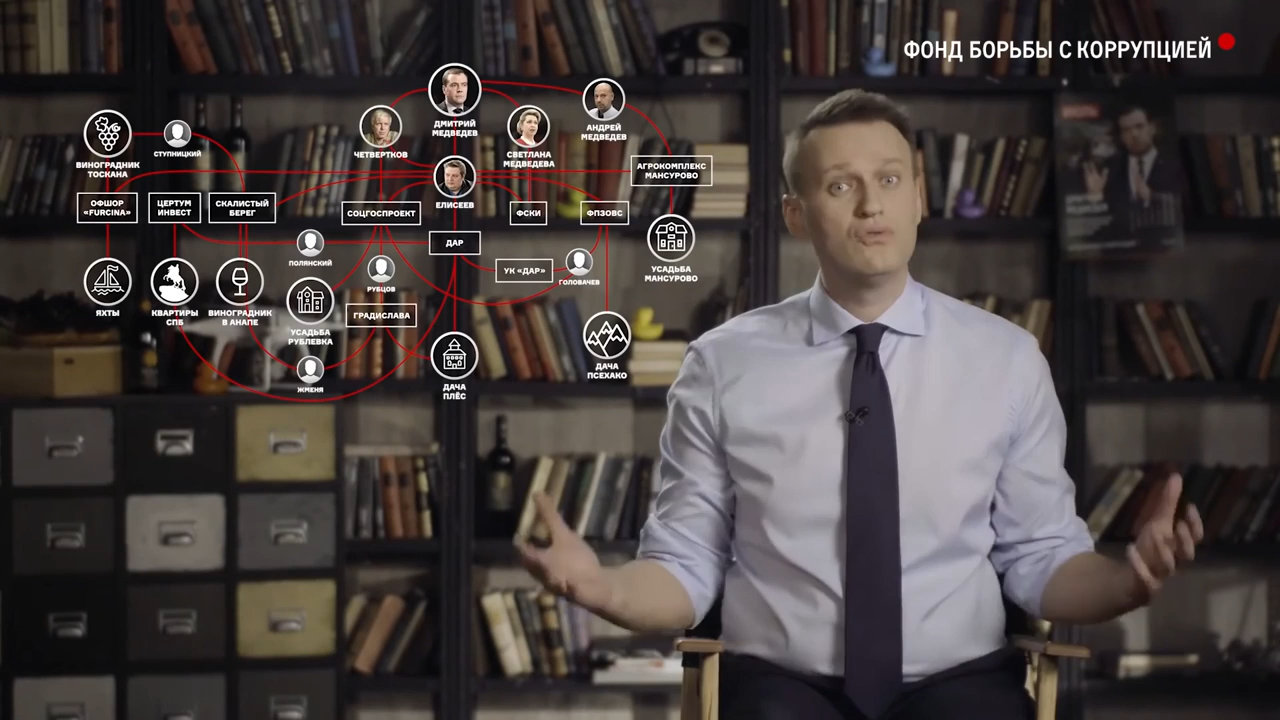 ФОНД БОРЬБЫ С КОРРУПЦИЕЙ
ДМИТРИЙ
МЕДВЕДЕВ
ЧЕТВЕРТКОВ
СВЕТЛАНА
МЕДВЕДЕВА
АНДРЕЙ
МЕДВЕДЕВ
ВИНОГРАДНИК
ТОСКАНА
СТУПНИЦКИЙ
АГРОКОМПЛЕКС
МАНСУРОВО
ЕЛИСЕЕВ
ОФШОР
«FURCINA»
ЦЕРТУМ
ИНВЕСТ
СКАЛИСТЫЙ
БЕРЕГ
СОЦГОСПРОЕКТ
ФСКИ
ФПЗОВС
ДАР
ПОЛЯНСКИЙ
УК «ДАР»
ГОЛОВАЧЕВ
УСАДЬБА
МАНСУРОВО
РУБЦОВ
ЯХТЫ
КВАРТИРЫ
СПБ
ВИНОГРАДНИК
В АНАПЕ
УСАДЬБА
РУБЛЕВКА
ГРАДИСЛАВА
ЖМЕНЯ
ДАЧА
ПЛЁС
ДАЧА
ПСЕХАКО